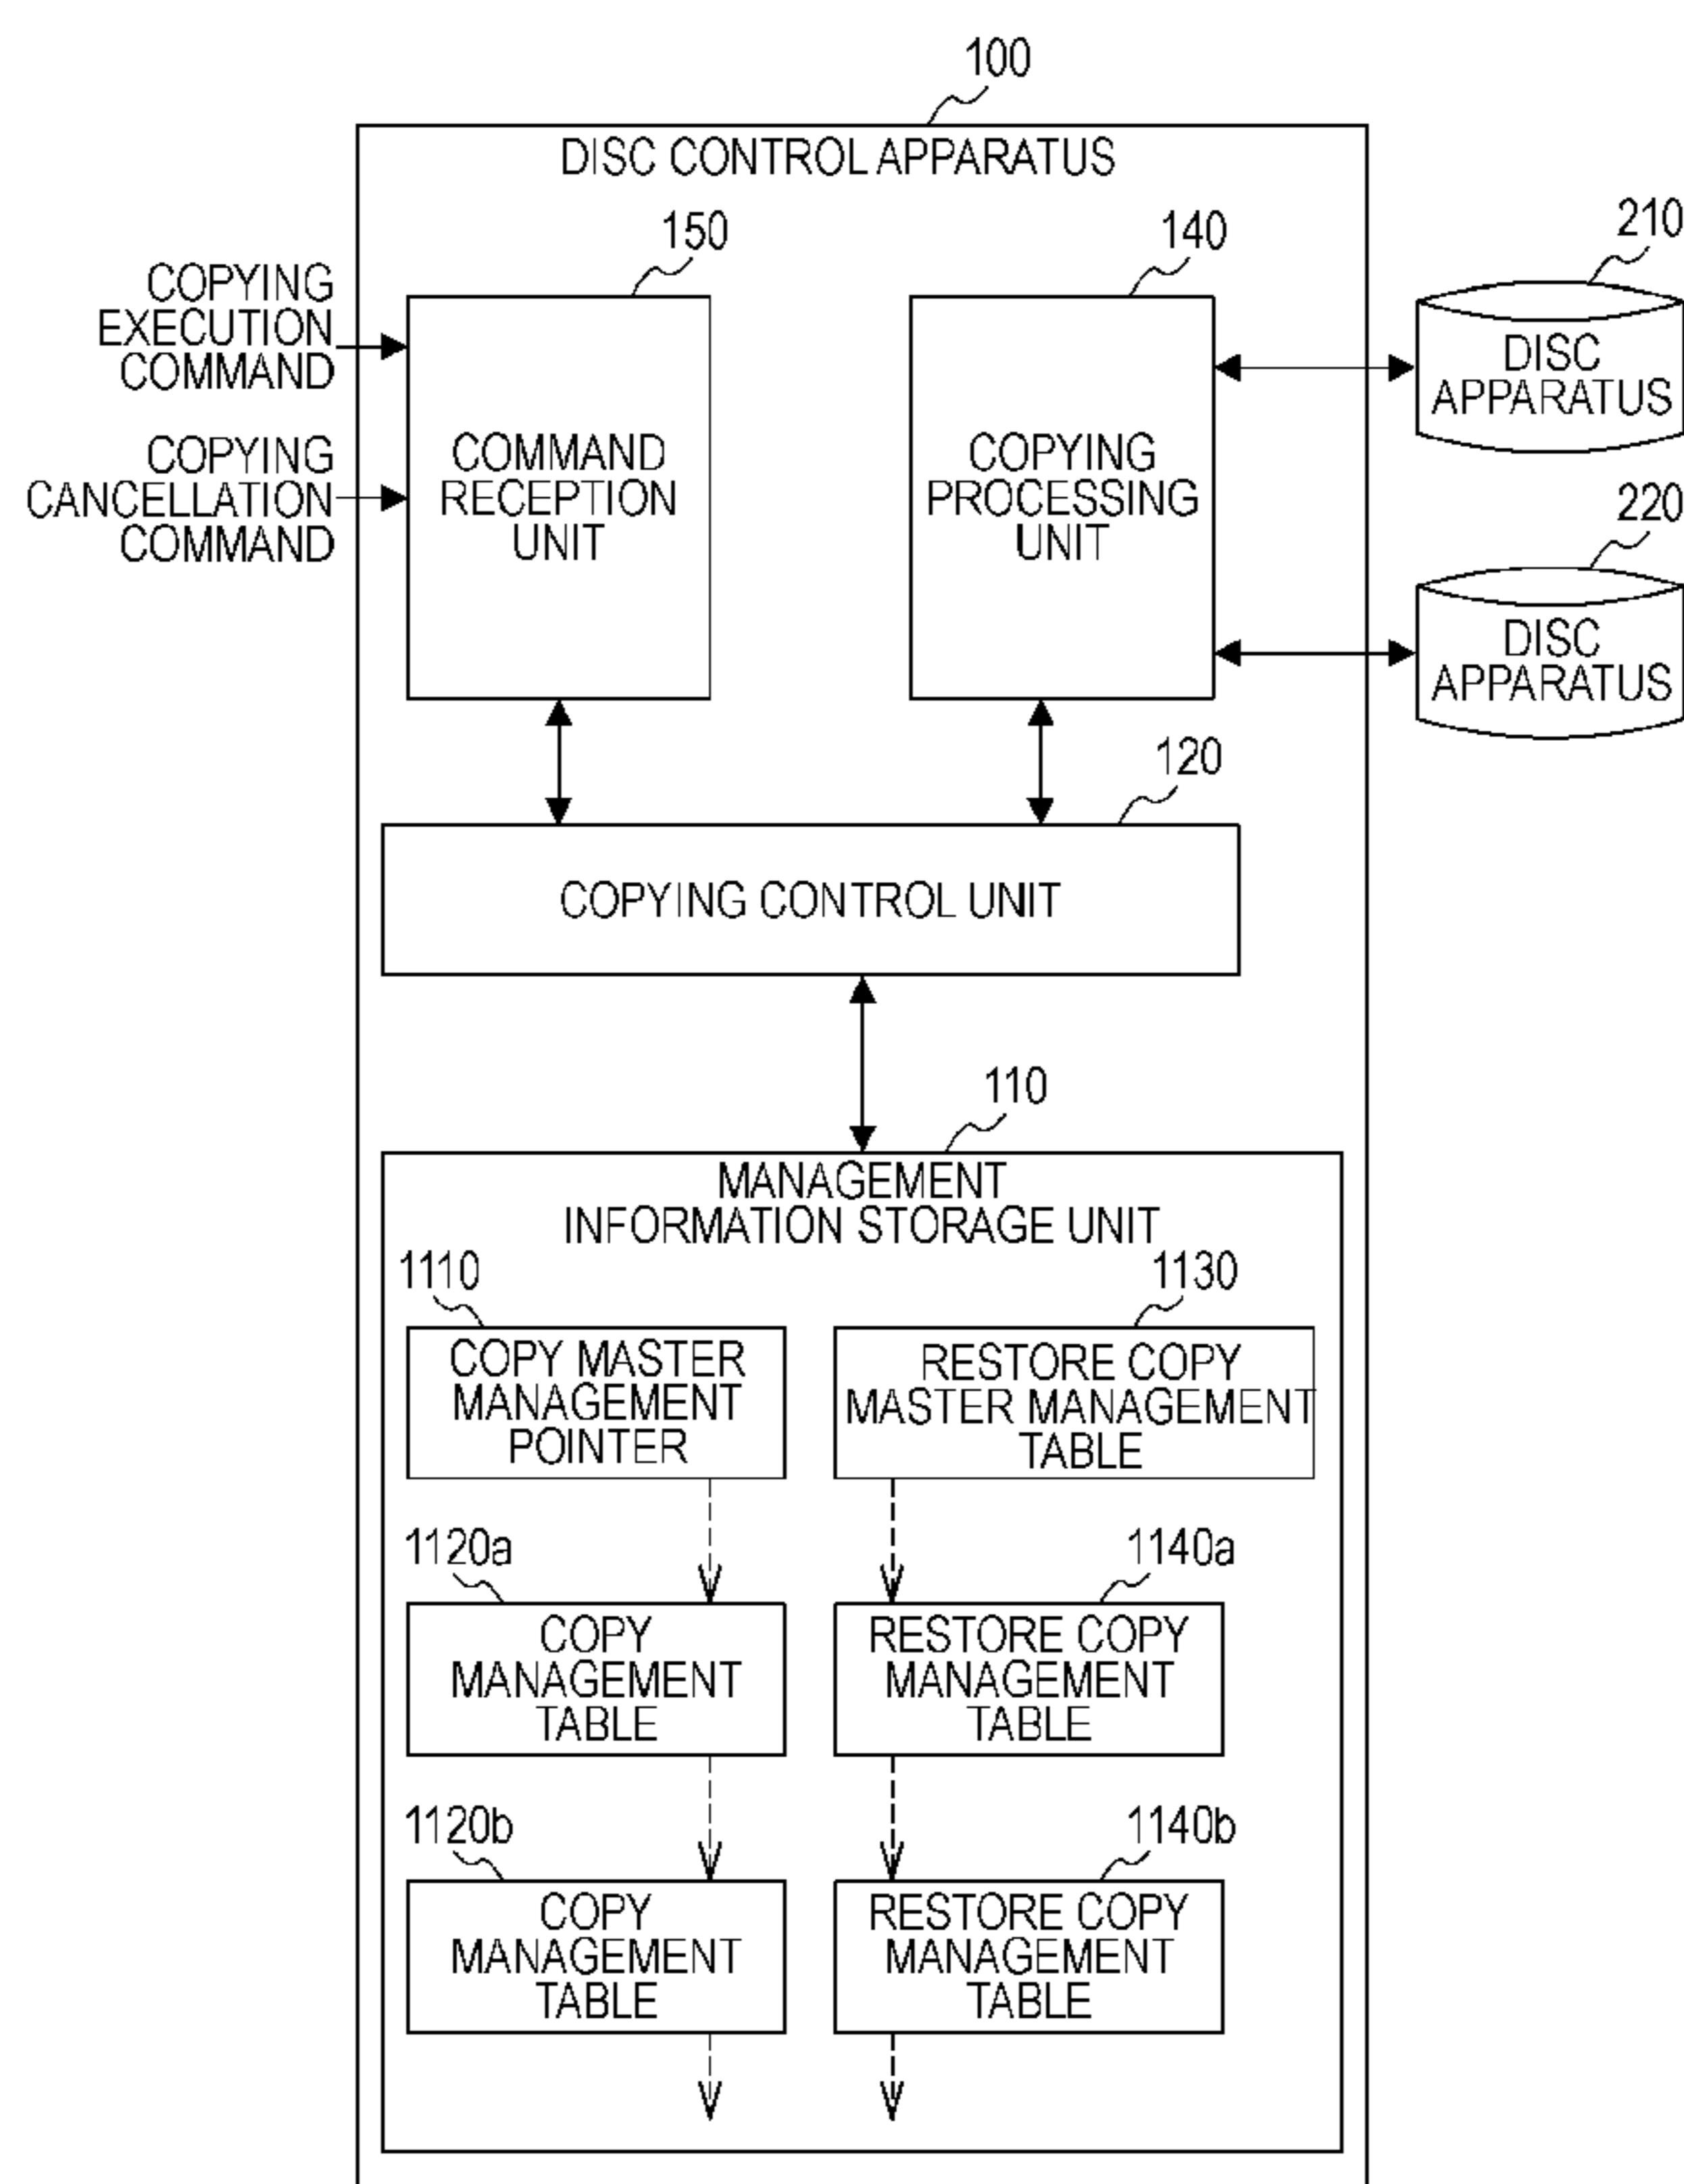 100
DISC CONTROL APPARATUS
150
140
210
COPYING
EXECUTION
COMMAND
COPYING
CANCELLATION
COMMAND
COMMAND
RECEPTION
UNIT
COPYING
PROCESSING
UNIT
DISC
APPARATUS
220
DISC
APPARATUS
120
COPYING CONTROL UNIT
110
MANAGEMENT
INFORMATION STORAGE UNIT
1110
COPY MASTER
MANAGEMENT
POINTER
1130
RESTORE COPY
MASTER MANAGEMENT
TABLE
1120a
COPY
MANAGEMENT
TABLE
1140a
RESTORE COPY
MANAGEMENT
TABLE
1120b
COPY
MANAGEMENT
TABLE
1140b
RESTORE COPY
MANAGEMENT
TABLE